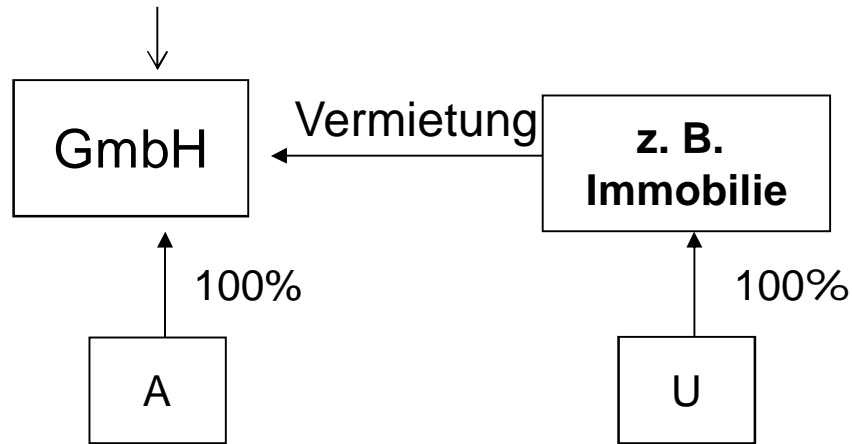 GmbH
Vermietung
z. B.
Immobilie
100%
100%
A
U